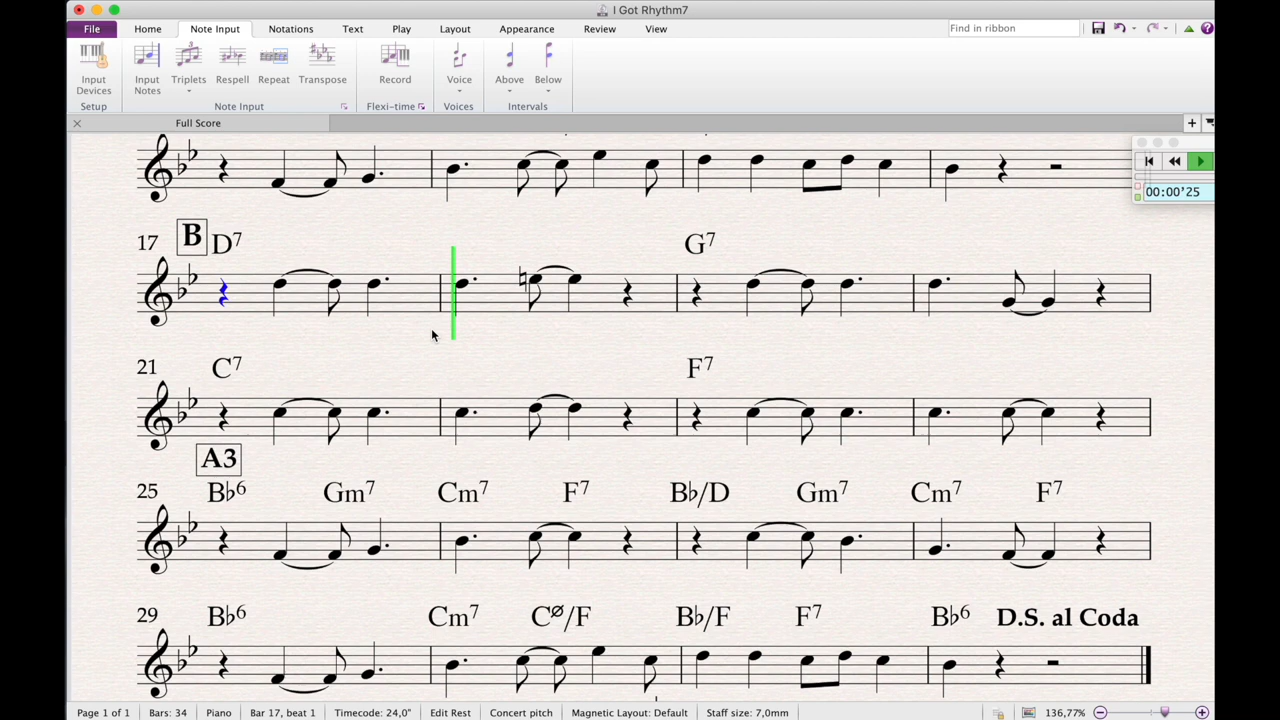 I Got Rhythm7
File Home Note Input Notations Text Play Layout Appearance Review View Find in ribbon
Input Devices Input Notes Triplets Respell Repeat Transpose Record Voice Above Below
Setup Note Input Flexi-time Voices Intervals
Full Score
00:00'25
17 B D7 G7
21 C7 F7
A3
25 B♭6 Gm7 Cm7 F7 B♭/D Gm7 Cm7 F7
29 B♭6 Cm7 Cø/F B♭/F F7 B♭6 D.S. al Coda
Page 1 of 1 Bars: 34 Piano Bar 17, beat 1 Timecode: 24,0" Edit Rest Concert pitch Magnetic Layout: Default Staff size: 7,0mm 136,77%